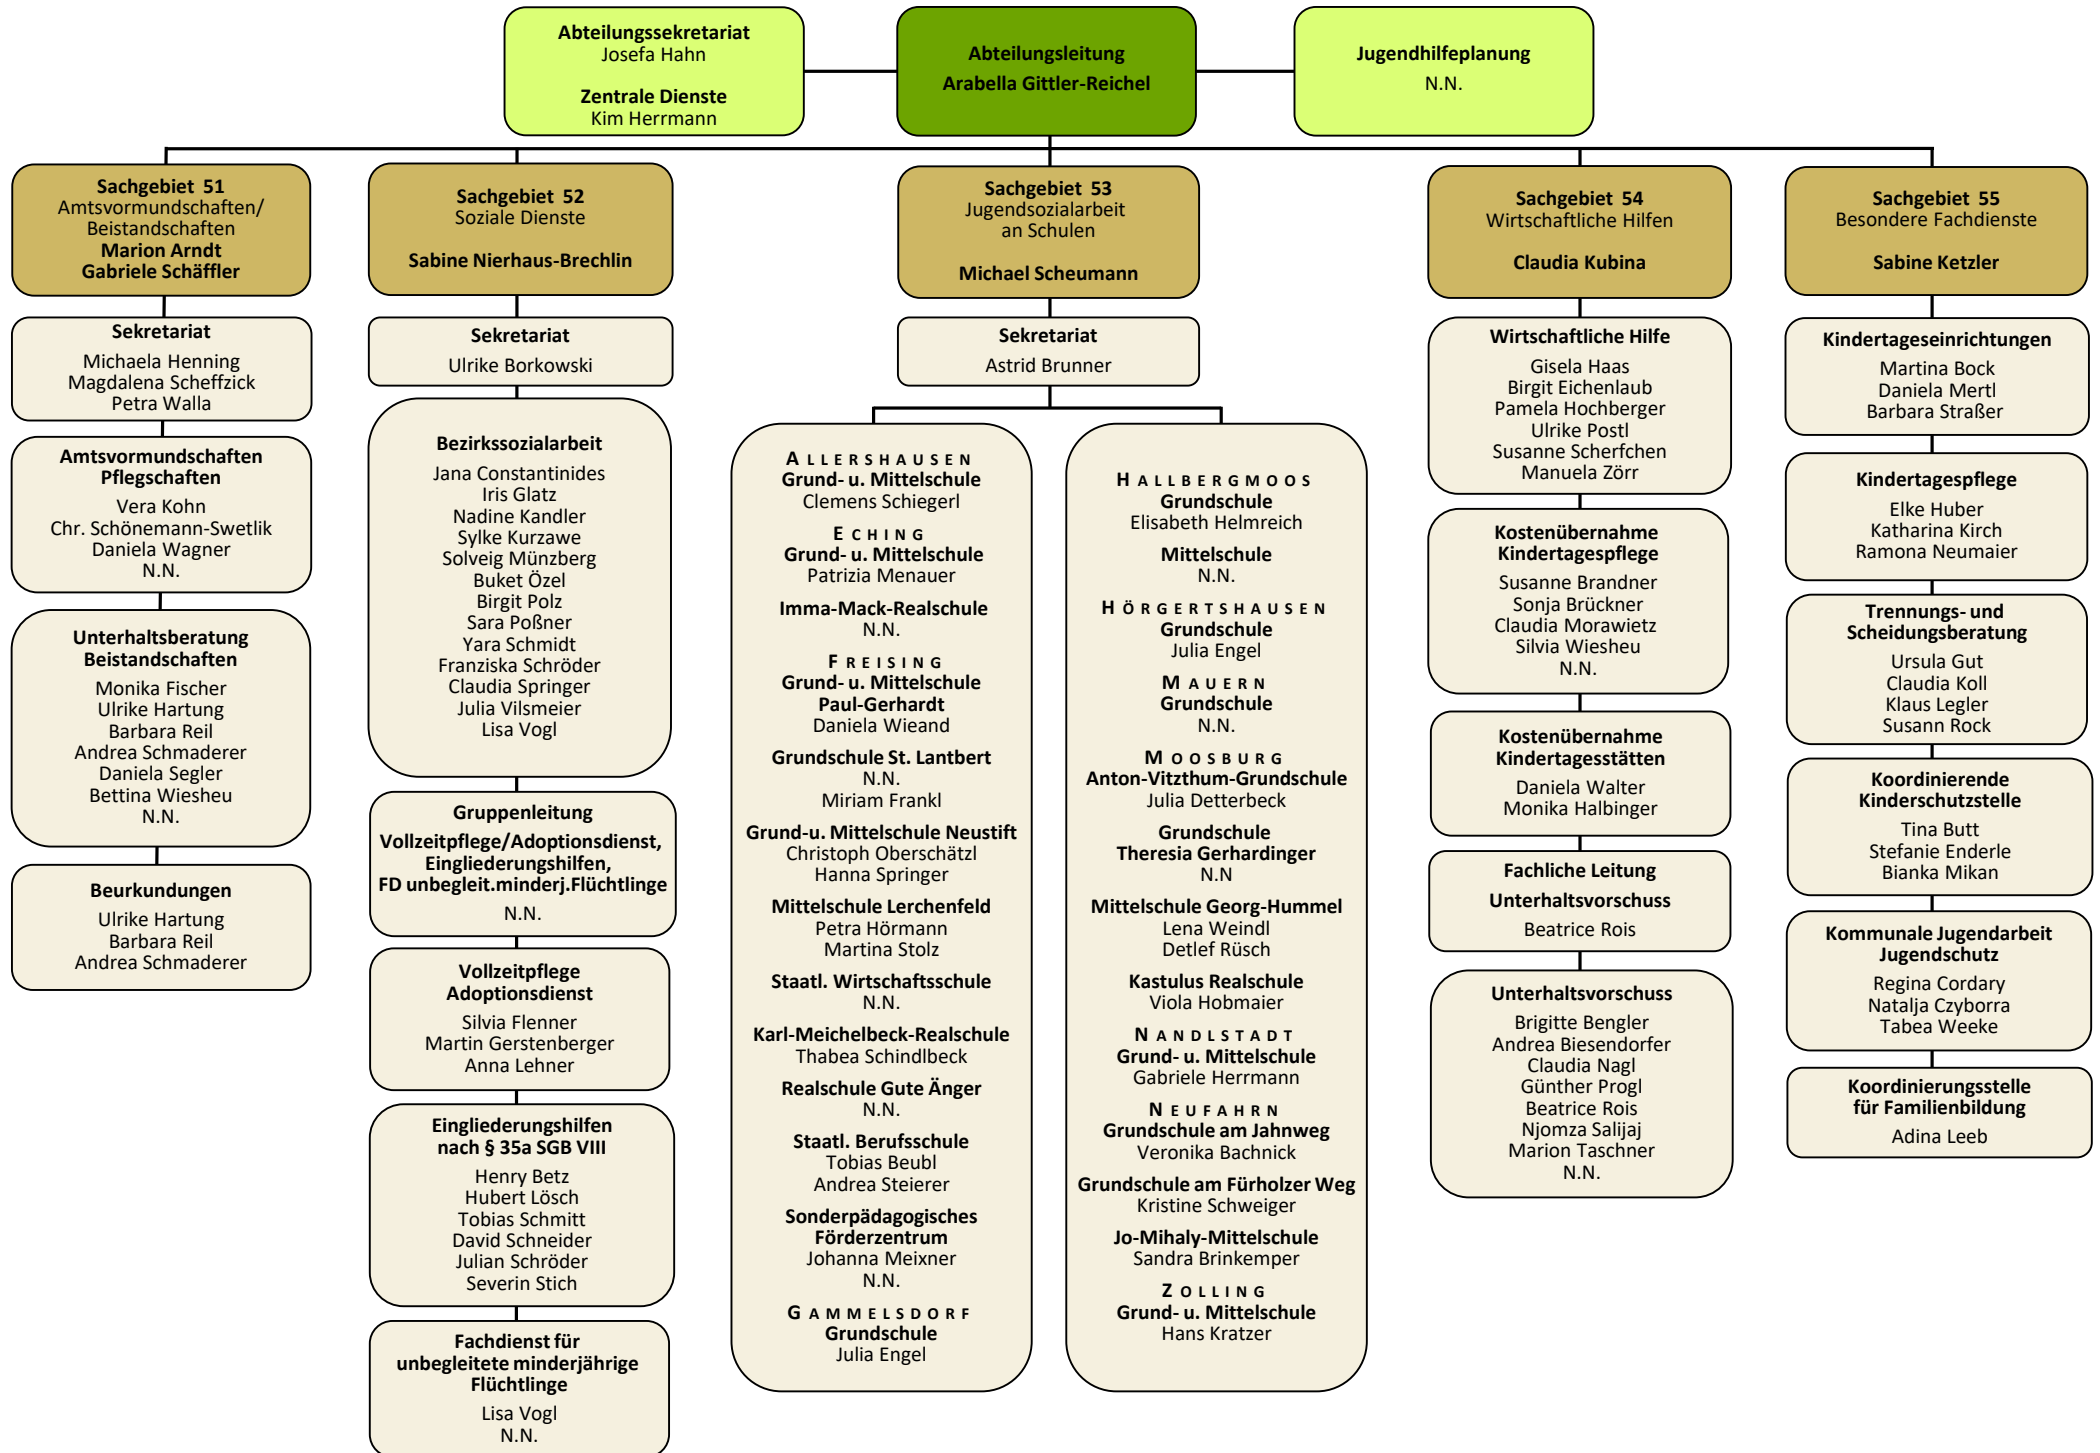 Abteilungssekretariat
Josefa Hahn
Zentrale Dienste
Kim Herrmann
Abteilungsleitung
Arabella Gittler-Reichel
Jugendhilfeplanung
N.N.
Sachgebiet 51
Amtsvormundschaften/
Beistandschaften
Marion Arndt
Gabriele Schäffler
Sekretariat
Michaela Henning
Magdalena Scheffzick
Petra Walla
Amtsvormundschaften
Pflegschaften
Vera Kohn
Chr. Schönemann-Swetlik
Daniela Wagner
N.N.
Unterhaltsberatung
Beistandschaften
Monika Fischer
Ulrike Hartung
Barbara Reil
Andrea Schmaderer
Daniela Segler
Bettina Wiesheu
N.N.
Beurkundungen
Ulrike Hartung
Barbara Reil
Andrea Schmaderer
Sachgebiet 52
Soziale Dienste
Sabine Nierhaus-Brechlin
Sekretariat
Ulrike Borkowski
Bezirkssozialarbeit
Jana Constantinides
Iris Glatz
Nadine Kandler
Sylke Kurzawe
Solveig Münzberg
Buket Özel
Birgit Polz
Sara Poßner
Yara Schmidt
Franziska Schröder
Claudia Springer
Julia Vilsmeier
Lisa Vogl
Gruppenleitung
Vollzeitpflege/Adoptionsdienst,
Eingliederungshilfen,
FD unbegleit.minderj.Flüchtlinge
N.N.
Vollzeitpflege
Adoptionsdienst
Silvia Flenner
Martin Gerstenberger
Anna Lehner
Eingliederungshilfen
nach § 35a SGB VIII
Henry Betz
Hubert Lösch
Tobias Schmitt
David Schneider
Julian Schröder
Severin Stich
Fachdienst für
unbegleitete minderjährige
Flüchtlinge
Lisa Vogl
N.N.
Sachgebiet 53
Jugendsozialarbeit
an Schulen
Michael Scheumann
Sekretariat
Astrid Brunner
ALLERSHAUSEN
Grund- u. Mittelschule
Clemens Schiegerl
ECHING
Grund- u. Mittelschule
Patrizia Menauer
Imma-Mack-Realschule
N.N.
FREISING
Grund- u. Mittelschule
Paul-Gerhardt
Daniela Wieand
Grundschule St. Lantbert
N.N.
Miriam Frankl
Grund-u. Mittelschule Neustift
Christoph Oberschätzl
Hanna Springer
Mittelschule Lerchenfeld
Petra Hörmann
Martina Stolz
Staatl. Wirtschaftsschule
N.N.
Karl-Meichelbeck-Realschule
Thabea Schindlbeck
Realschule Gute Änger
N.N.
Staatl. Berufsschule
Tobias Beubl
Andrea Steierer
Sonderpädagogisches
Förderzentrum
Johanna Meixner
N.N.
GAMMELSDORF
Grundschule
Julia Engel
HALLBERGMOOS
Grundschule
Elisabeth Helmreich
Mittelschule
N.N.
HÖRGERTSHAUSEN
Grundschule
Julia Engel
MAUERN
Grundschule
N.N.
MOOSBURG
Anton-Vitzthum-Grundschule
Julia Detterbeck
Grundschule
Theresia Gerhardinger
N.N
Mittelschule Georg-Hummel
Lena Weindl
Detlef Rüsch
Kastulus Realschule
Viola Hobmaier
NANDLSTADT
Grund- u. Mittelschule
Gabriele Herrmann
NEUFAHRN
Grundschule am Jahnweg
Veronika Bachnick
Grundschule am Fürholzer Weg
Kristine Schweiger
Jo-Mihaly-Mittelschule
Sandra Brinkemper
ZOLLING
Grund- u. Mittelschule
Hans Kratzer
Sachgebiet 54
Wirtschaftliche Hilfen
Claudia Kubina
Wirtschaftliche Hilfe
Gisela Haas
Birgit Eichenlaub
Pamela Hochberger
Ulrike Postl
Susanne Scherfchen
Manuela Zörr
Kostenübernahme
Kindertagespflege
Susanne Brandner
Sonja Brückner
Claudia Morawietz
Silvia Wiesheu
N.N.
Kostenübernahme
Kindertagesstätten
Daniela Walter
Monika Halbinger
Fachliche Leitung
Unterhaltsvorschuss
Beatrice Rois
Unterhaltsvorschuss
Brigitte Bengler
Andrea Biesendorfer
Claudia Nagl
Günther Progl
Beatrice Rois
Njomza Salijaj
Marion Taschner
N.N.
Sachgebiet 55
Besondere Fachdienste
Sabine Ketzler
Kindertageseinrichtungen
Martina Bock
Daniela Mertl
Barbara Straßer
Kindertagespflege
Elke Huber
Katharina Kirch
Ramona Neumaier
Trennungs- und
Scheidungsberatung
Ursula Gut
Claudia Koll
Klaus Legler
Susann Rock
Koordinierende
Kinderschutzstelle
Tina Butt
Stefanie Enderle
Bianka Mikan
Kommunale Jugendarbeit
Jugendschutz
Regina Cordary
Natalja Czyborra
Tabea Weeke
Koordinierungsstelle
für Familienbildung
Adina Leeb